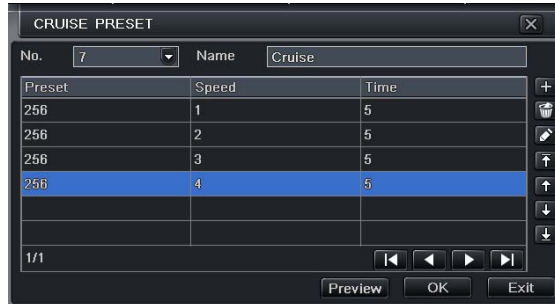 CRUISE PRESET
No. 7 Name Cruise
Preset Speed Time
256 1 5
256 2 5
256 3 5
256 4 5
1/1
Preview OK Exit